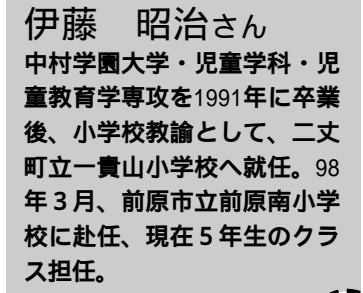 伊藤　昭治さん
中村学園大学・児童学科・児
童教育学専攻を1991年に卒業
後、小学校教諭として、二丈
町立一貴山小学校へ就任。98
年３月、前原市立前原南小学
校に赴任、現在５年生のクラ
ス担任。